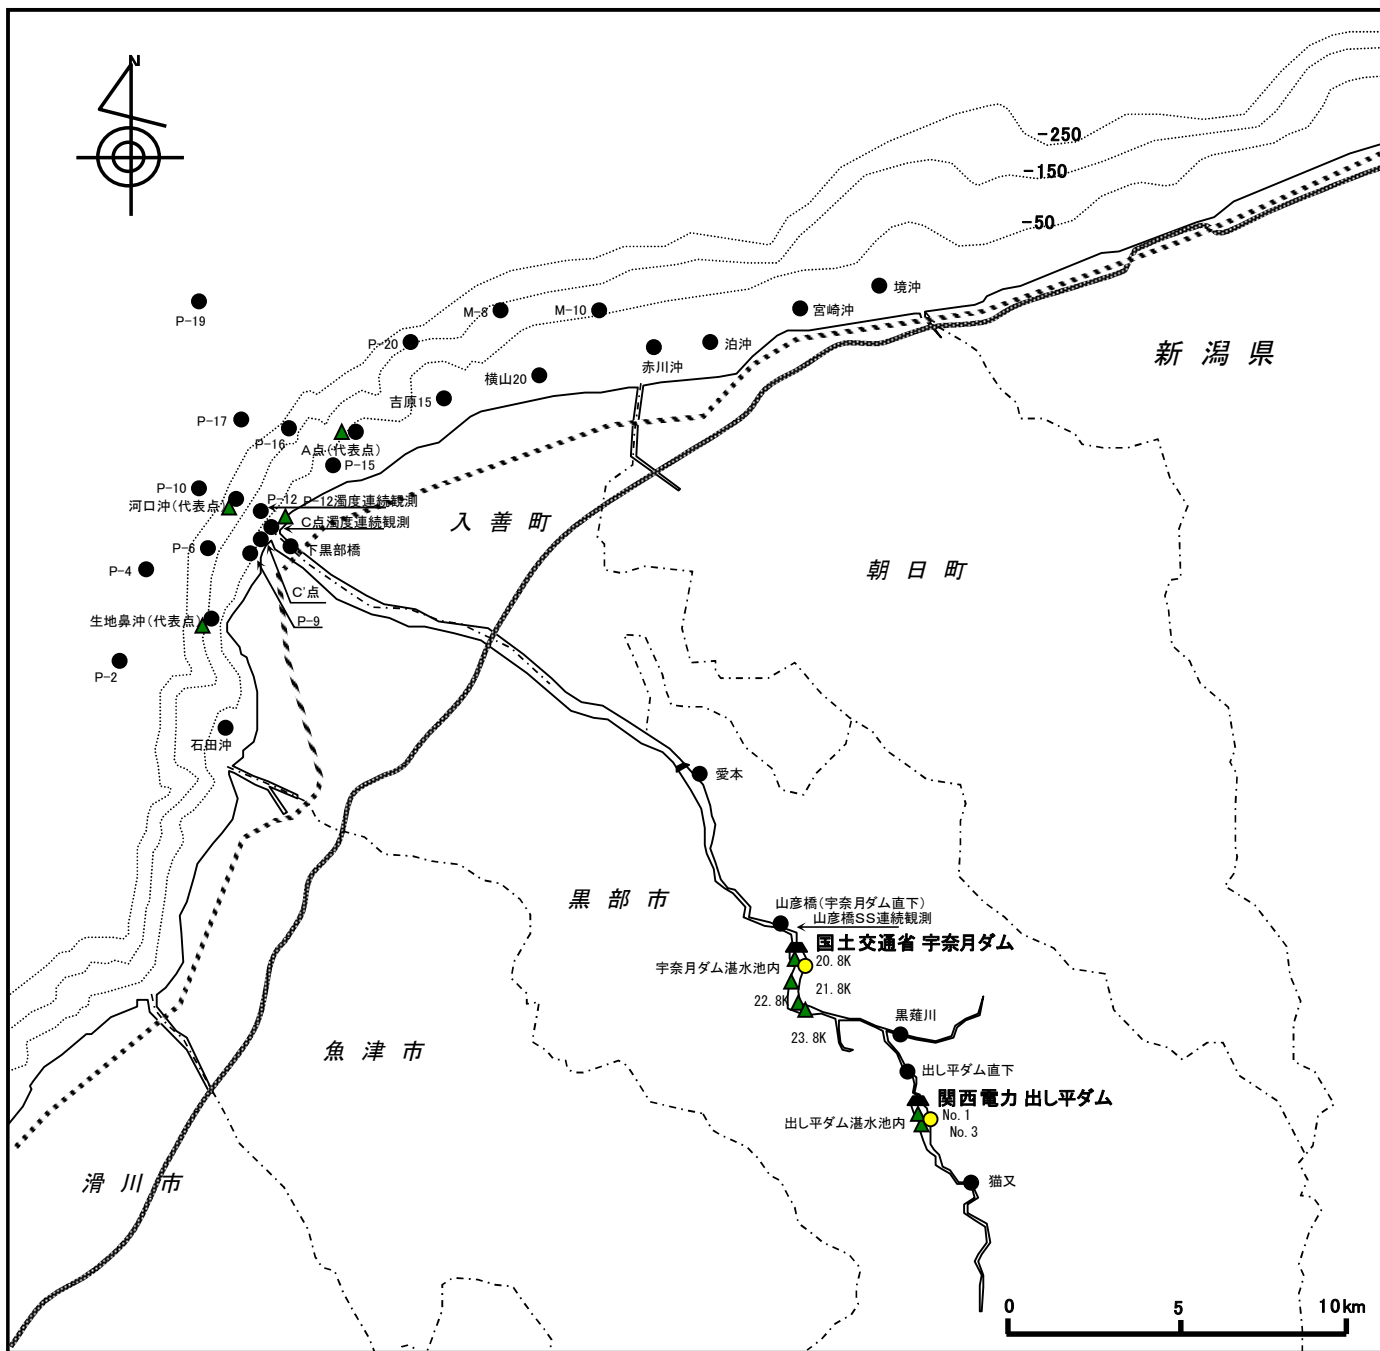 N
-250
-150
-50
境沖
宮崎沖
P-19
M-8
M-10
P-20
泊沖
赤川沖
新潟県
横山20
吉原15
P-17
P-16
A点(代表点)
P-15
P-10
河口沖(代表点)
P-12
P-12濁度連続観測
C点濁度連続観測
入善町
P-6
下黒部橋
P-4
朝日町
C'点
生地鼻沖(代表点)
P-9
P-2
石田沖
愛本
黒部市
山彦橋(宇奈月ダム直下)
山彦橋SS連続観測
国土交通省 宇奈月ダム
宇奈月ダム湛水池内
20.8K
21.8K
22.8K
23.8K
黒薙川
魚津市
出し平ダム直下
関西電力 出し平ダム
出し平ダム湛水池内
No.1
No.3
滑川市
猫又
0 5 10km